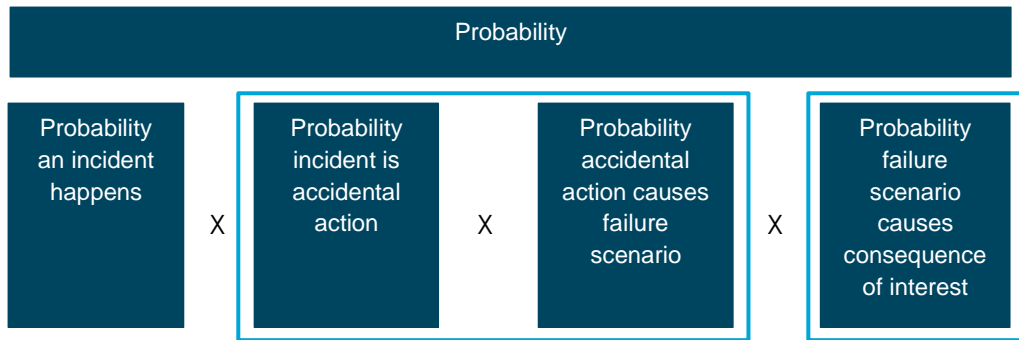 Probability
Probability
an incident
happens
X
Probability
incident is
accidental
action
X
Probability
accidental
action causes
failure
scenario
X
Probability
failure
scenario
causes
consequence
of interest